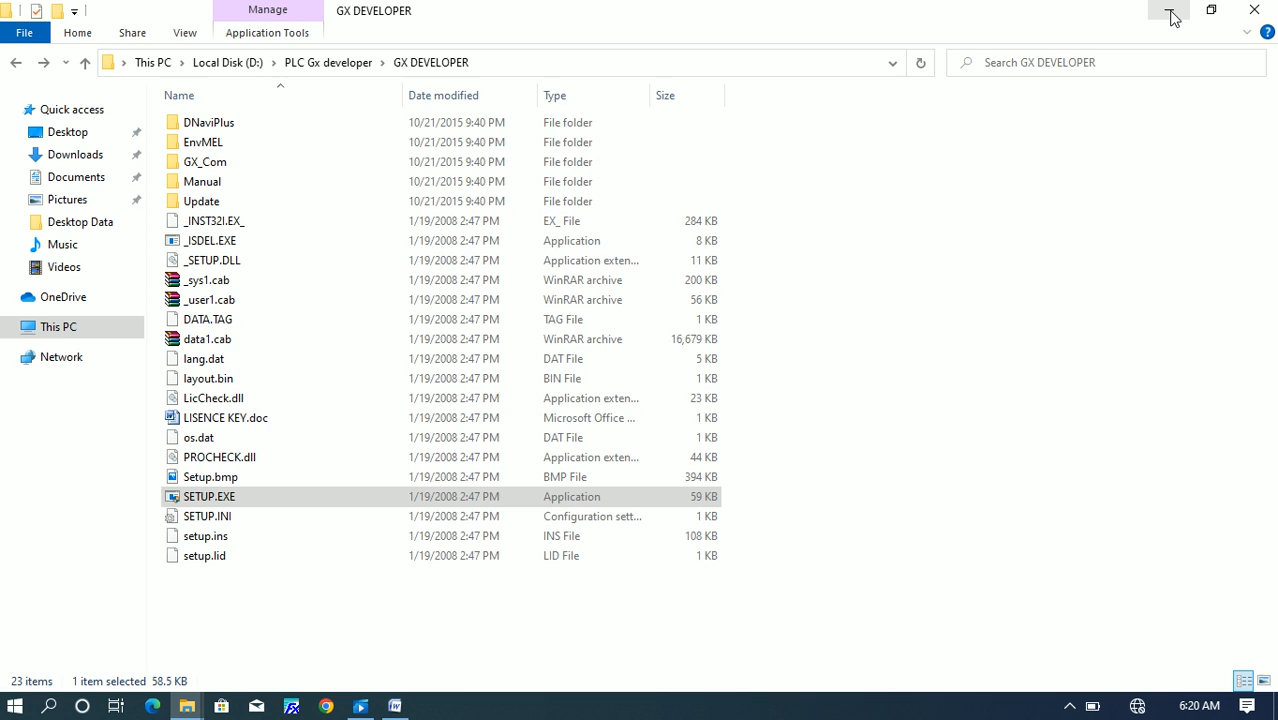 Manage
GX DEVELOPER
File
Home
Share
View
Application Tools
This PC > Local Disk (D:) > PLC Gx developer > GX DEVELOPER
Search GX DEVELOPER
Name Date modified Type Size
Quick access
Desktop
Downloads
Documents
Pictures
Desktop Data
Music
Videos
OneDrive
This PC
Network
DNaviPlus 10/21/2015 9:40 PM File folder
EnvMEL 10/21/2015 9:40 PM File folder
GX_Com 10/21/2015 9:40 PM File folder
Manual 10/21/2015 9:40 PM File folder
Update 10/21/2015 9:40 PM File folder
_INST32I.EX_ 1/19/2008 2:47 PM EX_ File 284 KB
_ISDEL.EXE 1/19/2008 2:47 PM Application 8 KB
_SETUP.DLL 1/19/2008 2:47 PM Application exten... 11 KB
_sys1.cab 1/19/2008 2:47 PM WinRAR archive 200 KB
_user1.cab 1/19/2008 2:47 PM WinRAR archive 56 KB
DATA.TAG 1/19/2008 2:47 PM TAG File 1 KB
data1.cab 1/19/2008 2:47 PM WinRAR archive 16,679 KB
lang.dat 1/19/2008 2:47 PM DAT File 5 KB
layout.bin 1/19/2008 2:47 PM BIN File 1 KB
LicCheck.dll 1/19/2008 2:47 PM Application exten... 23 KB
LISENCE KEY.doc 1/19/2008 2:47 PM Microsoft Office ... 1 KB
os.dat 1/19/2008 2:47 PM DAT File 1 KB
PROCHECK.dll 1/19/2008 2:47 PM Application exten... 44 KB
Setup.bmp 1/19/2008 2:47 PM BMP File 394 KB
SETUP.EXE 1/19/2008 2:47 PM Application 59 KB
SETUP.INI 1/19/2008 2:47 PM Configuration sett... 1 KB
setup.ins 1/19/2008 2:47 PM INS File 108 KB
setup.lid 1/19/2008 2:47 PM LID File 1 KB
23 items 1 item selected 58.5 KB
6:20 AM